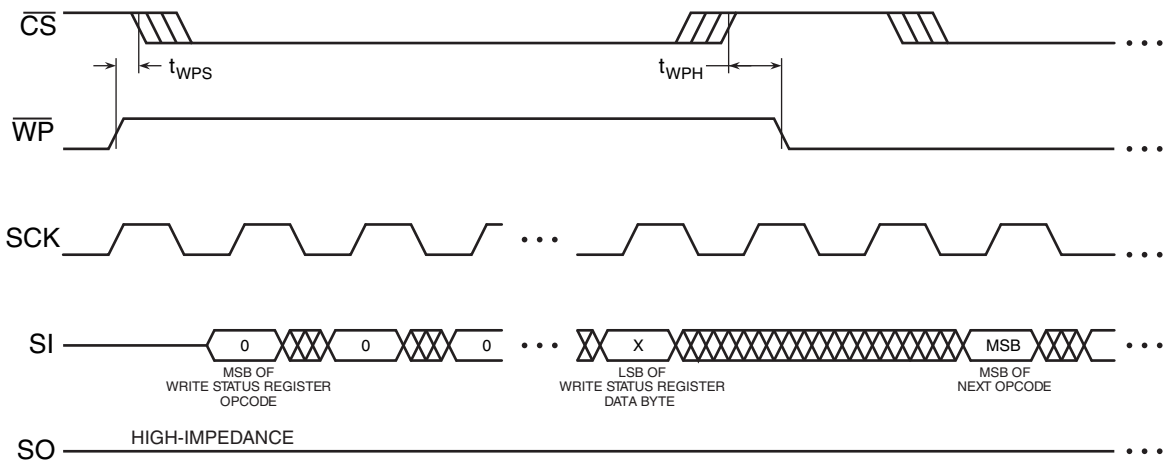 CS
tWPS
tWPH
• • •
WP
• • •
SCK
• • •
• • •
SI
0
0
0
• • •
X
MSB
• • •
MSB OF
WRITE STATUS REGISTER
OPCODE
LSB OF
WRITE STATUS REGISTER
DATA BYTE
MSB OF
NEXT OPCODE
SO
HIGH-IMPEDANCE
• • •